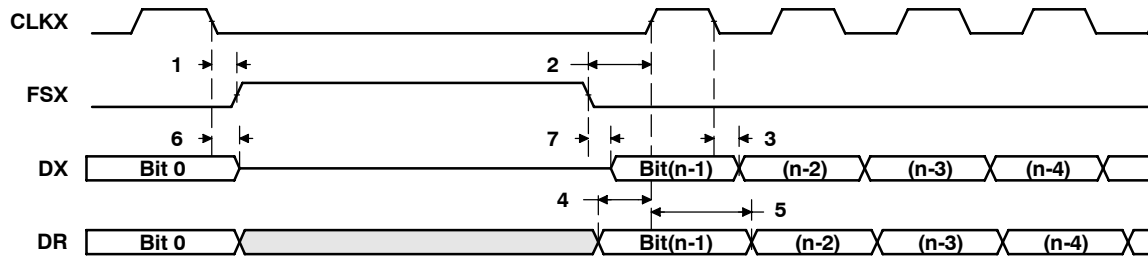 CLKX
1 2
FSX
6 7 3
DX Bit 0 Bit(n-1) (n-2) (n-3) (n-4)
4 5
DR Bit 0 Bit(n-1) (n-2) (n-3) (n-4)